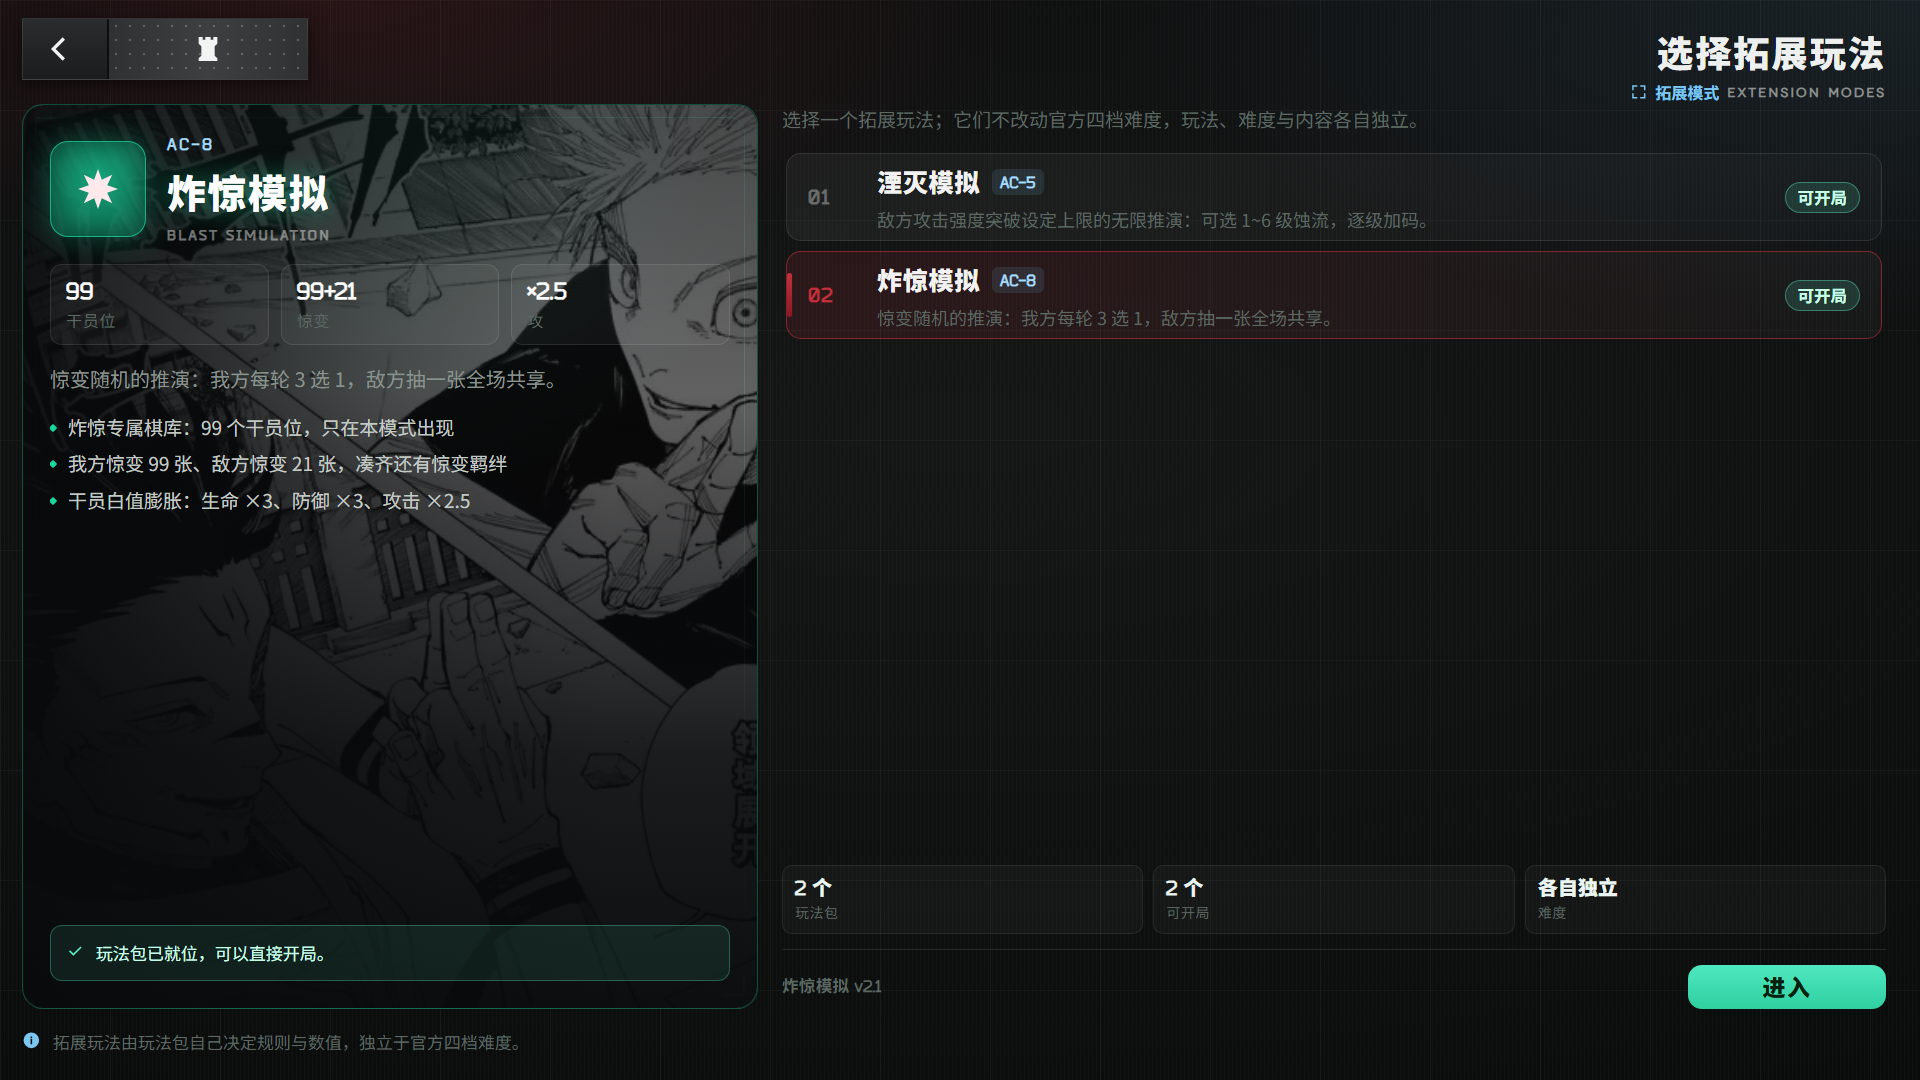 选择拓展玩法
拓展模式 EXTENSION MODES
AC-8
炸惊模拟
BLAST SIMULATION
99
干员位
99+21
惊变
×2.5
攻
惊变随机的推演：我方每轮 3 选 1，敌方抽一张全场共享。
炸惊专属棋库：99 个干员位，只在本模式出现
我方惊变 99 张、敌方惊变 21 张，凑齐还有惊变羁绊
干员白值膨胀：生命 ×3、防御 ×3、攻击 ×2.5
领域展开
玩法包已就位，可以直接开局。
拓展玩法由玩法包自己决定规则与数值，独立于官方四档难度。
选择一个拓展玩法；它们不改动官方四档难度，玩法、难度与内容各自独立。
01
湮灭模拟 AC-5
敌方攻击强度突破设定上限的无限推演：可选 1~6 级蚀流，逐级加码。
可开局
02
炸惊模拟 AC-8
惊变随机的推演：我方每轮 3 选 1，敌方抽一张全场共享。
可开局
2 个
玩法包
2 个
可开局
各自独立
难度
炸惊模拟 v2.1
进入